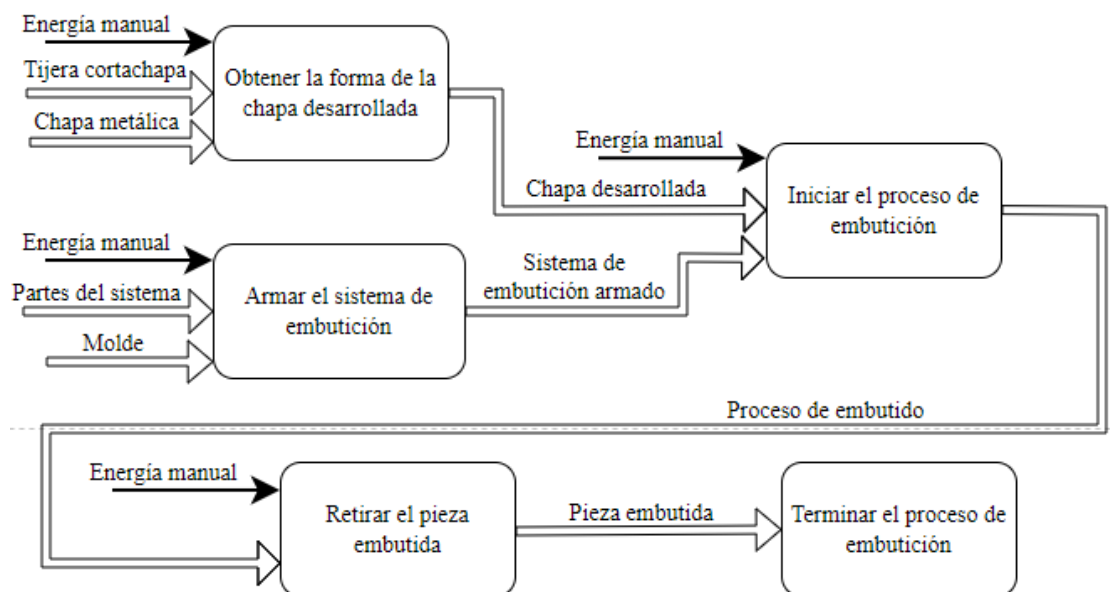 Energía manual
Tijera cortachapa
Chapa metálica
Obtener la forma de la
chapa desarrollada
Energía manual
Chapa desarrollada
Iniciar el proceso de
embutición
Energía manual
Partes del sistema
Molde
Armar el sistema de
embutición
Sistema de
embutición armado
Proceso de embutido
Energía manual
Retirar el pieza
embutida
Pieza embutida
Terminar el proceso de
embutición